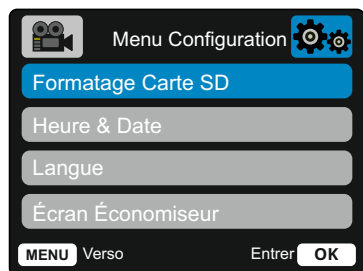 Menu Configuration
Formatage Carte SD
Heure & Date
Langue
Écran Économiseur
MENU Verso Entrer OK